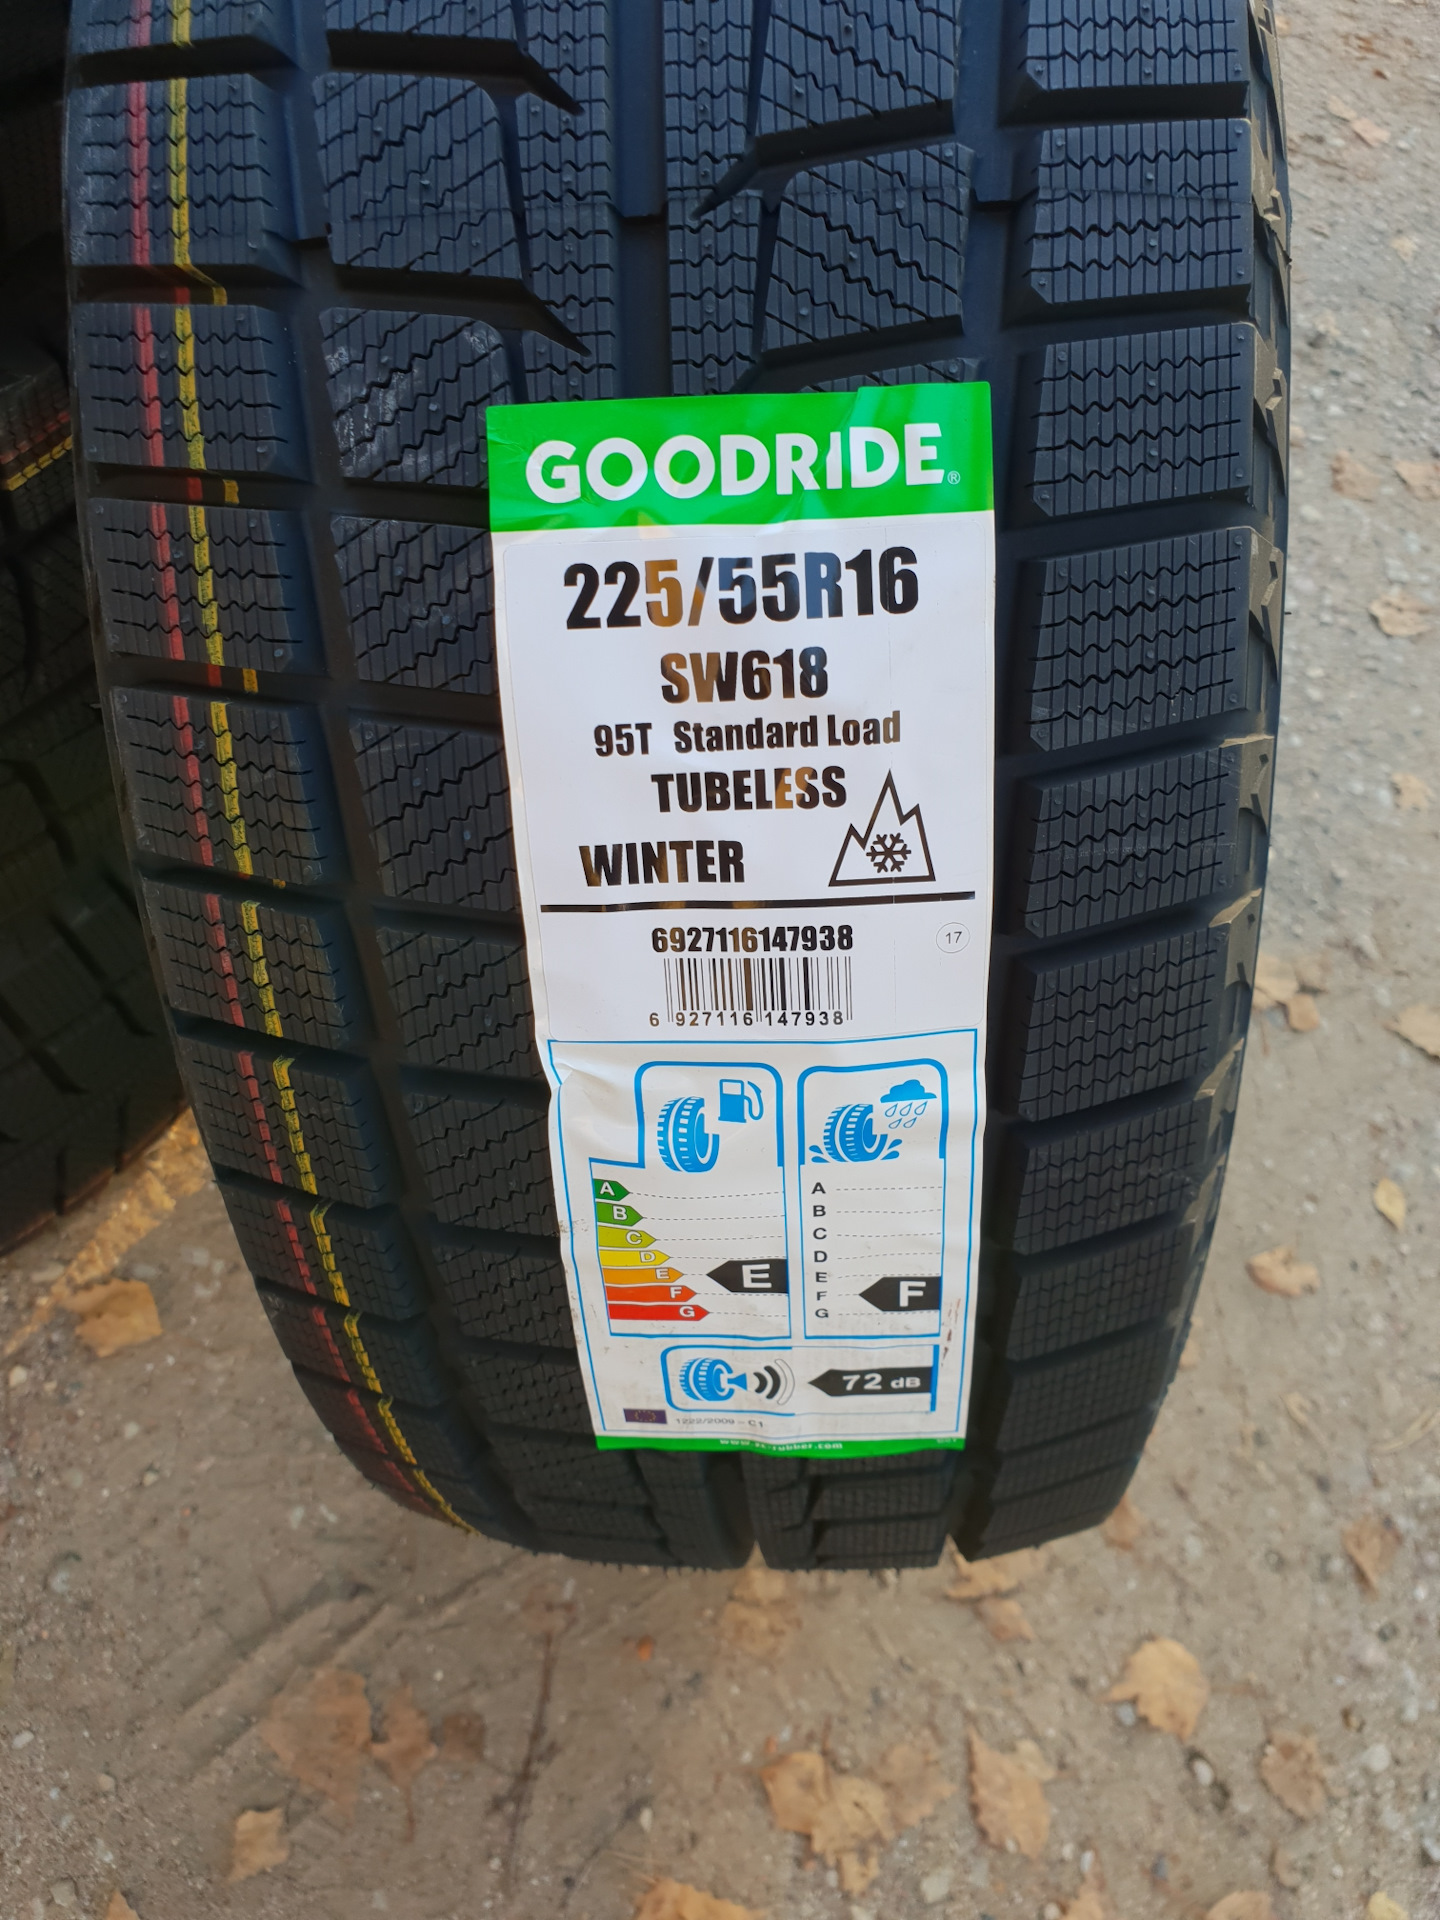 GOODRIDE®
225/55R16
SW618
95T Standard Load
TUBELESS
WINTER
6927116147938
17
6 927116 147938
A
B
C
D
E
F
G
E
A
B
C
D
E
F
G
F
72 dB
1222/2009 - C1